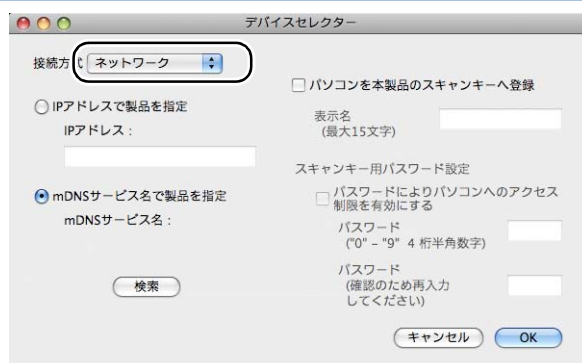 デバイスセレクター
接続方式 ネットワーク
IPアドレスで製品を指定
IPアドレス：
mDNSサービス名で製品を指定
mDNSサービス名：
検索
パソコンを本製品のスキャンキーへ登録
表示名
(最大15文字)
スキャンキー用パスワード設定
パスワードによりパソコンへのアクセス
制限を有効にする
パスワード
("0" – "9" 4 桁半角数字)
パスワード
(確認のため再入力
してください)
キャンセル
OK